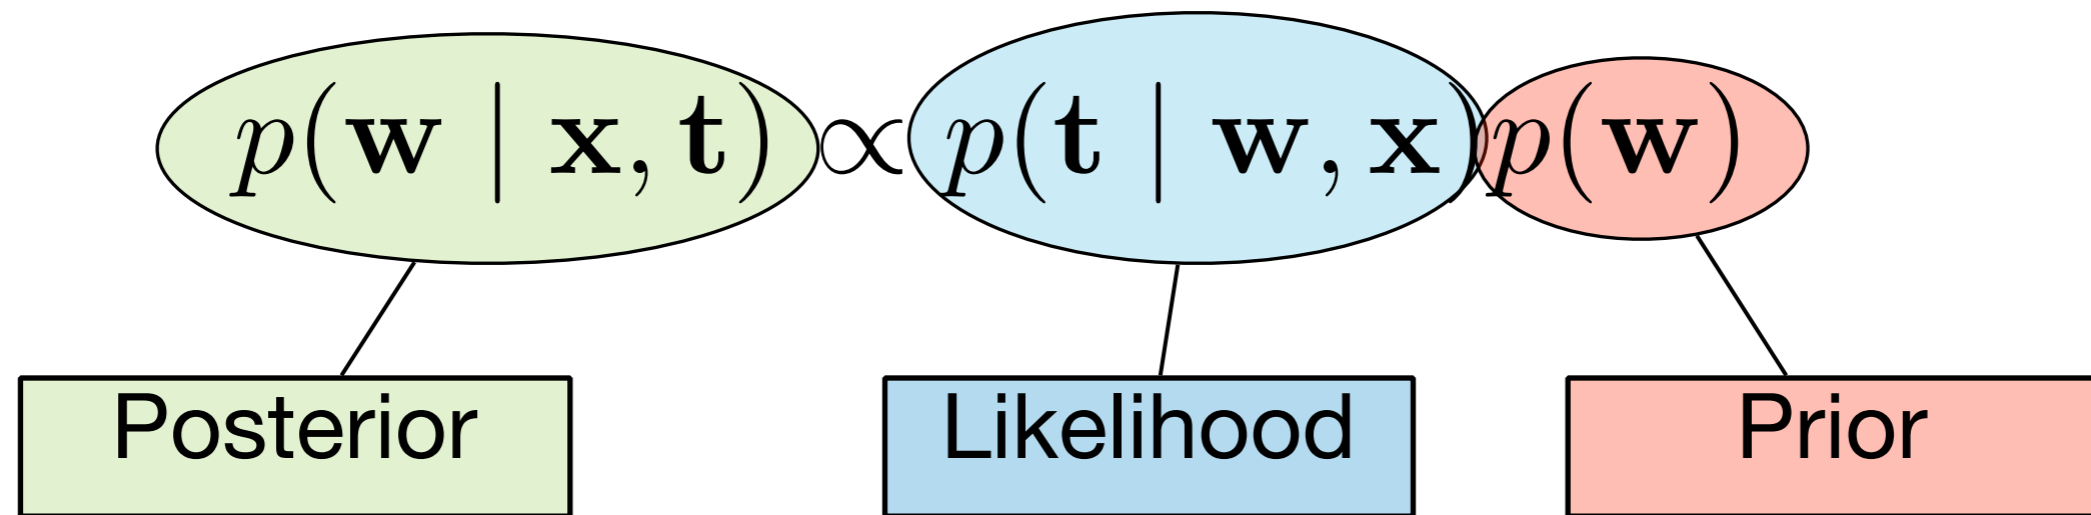 p(w | x, t) ∝ p(t | w, x)p(w)
Posterior Likelihood Prior